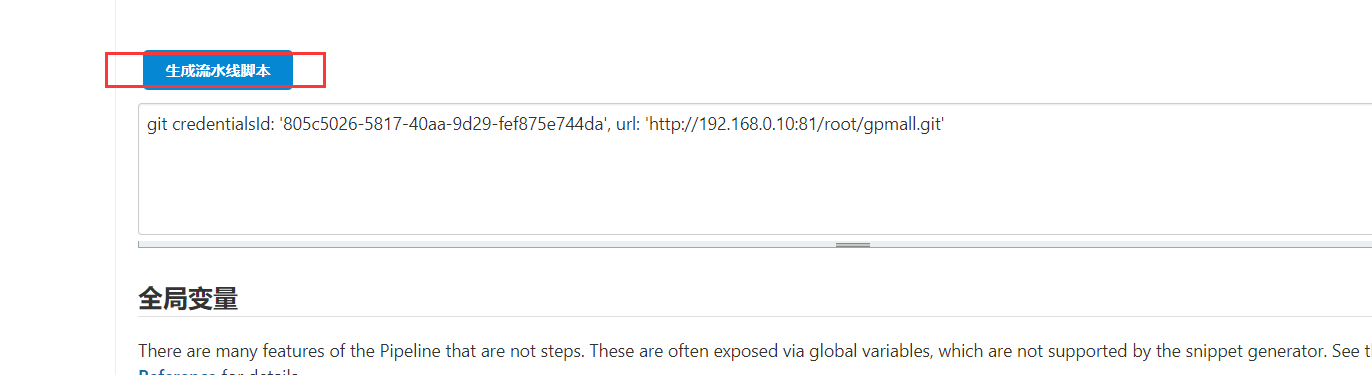 生成流水线脚本
git credentialsId: '805c5026-5817-40aa-9d29-fef875e744da', url: 'http://192.168.0.10:81/root/gpmall.git'
全局变量
There are many features of the Pipeline that are not steps. These are often exposed via global variables, which are not supported by the snippet generator. See
Reference for details